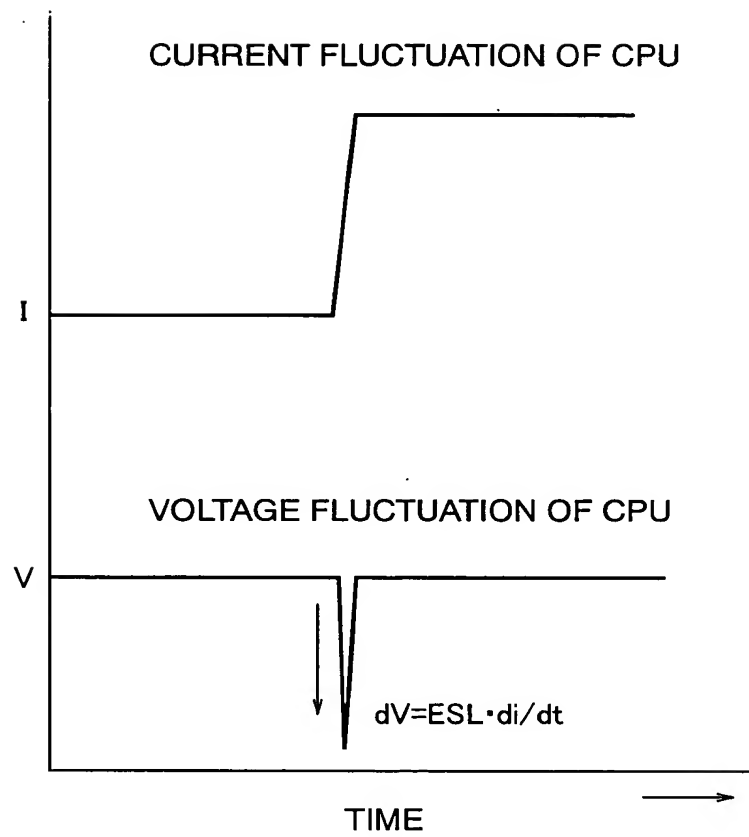 CURRENT FLUCTUATION OF CPU
I
VOLTAGE FLUCTUATION OF CPU
V
dV=ESL·di/dt
TIME